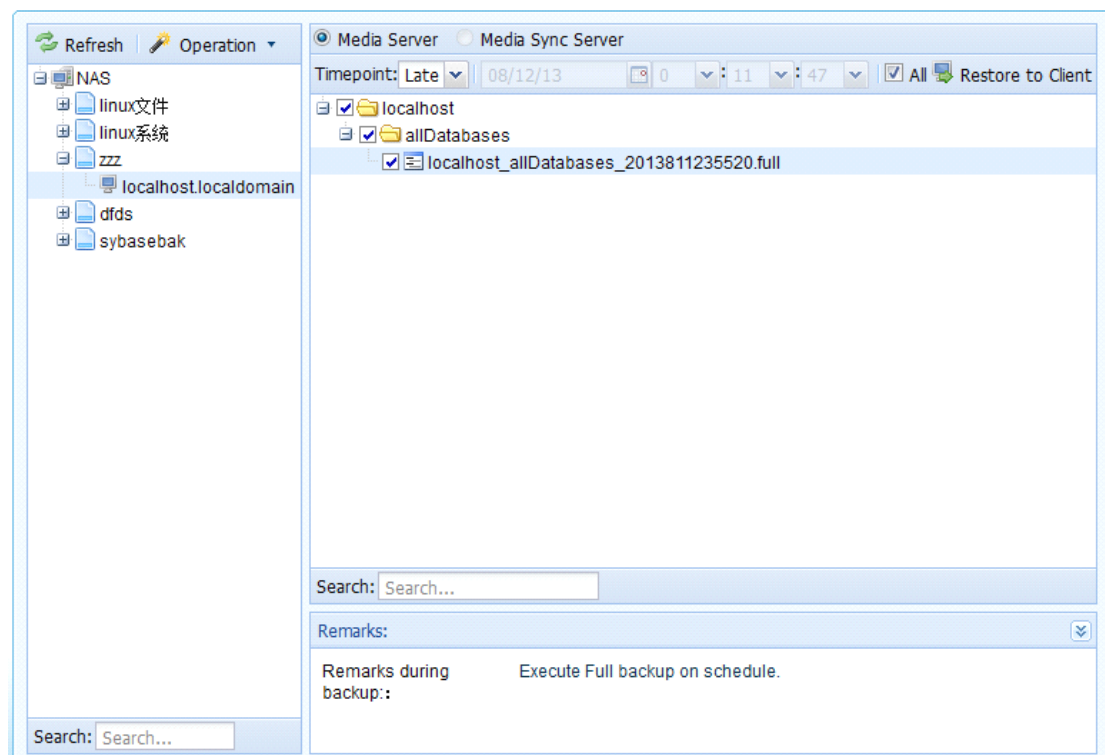 Refresh Operation
NAS
linux文件
linux系统
zzz
localhost.localdomain
dfds
sybasebak
Search: Search...
Media Server Media Sync Server
Timepoint: Late 08/12/13 0 : 11 : 47 All Restore to Client
localhost
allDatabases
localhost_allDatabases_2013811235520.full
Search: Search...
Remarks:
Remarks during Execute Full backup on schedule.
backup::